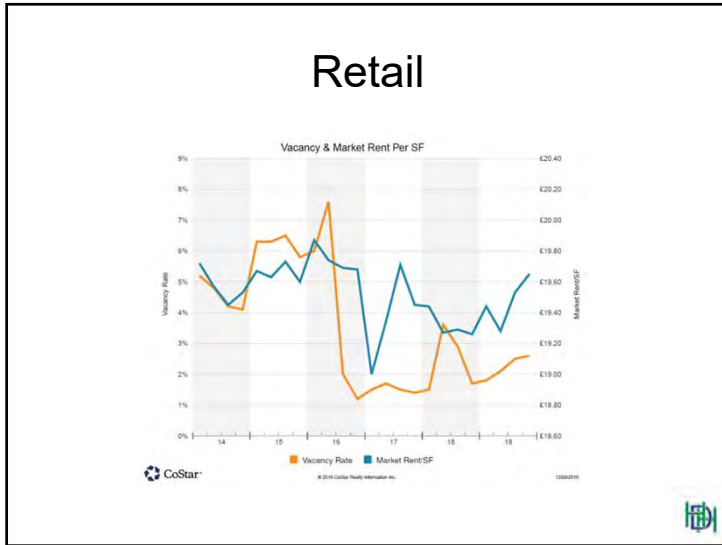 Retail
Vacancy & Market Rent Per SF
9%
8%
7%
6%
5%
4%
3%
2%
1%
0%
Vacancy Rate
£20.40
£20.20
£20.00
£19.80
£19.60
£19.40
£19.20
£19.00
£18.80
£18.60
Market Rent/SF
14 15 16 17 18 19
Vacancy Rate Market Rent/SF
CoStar
© 2019 CoStar Realty Information Inc.